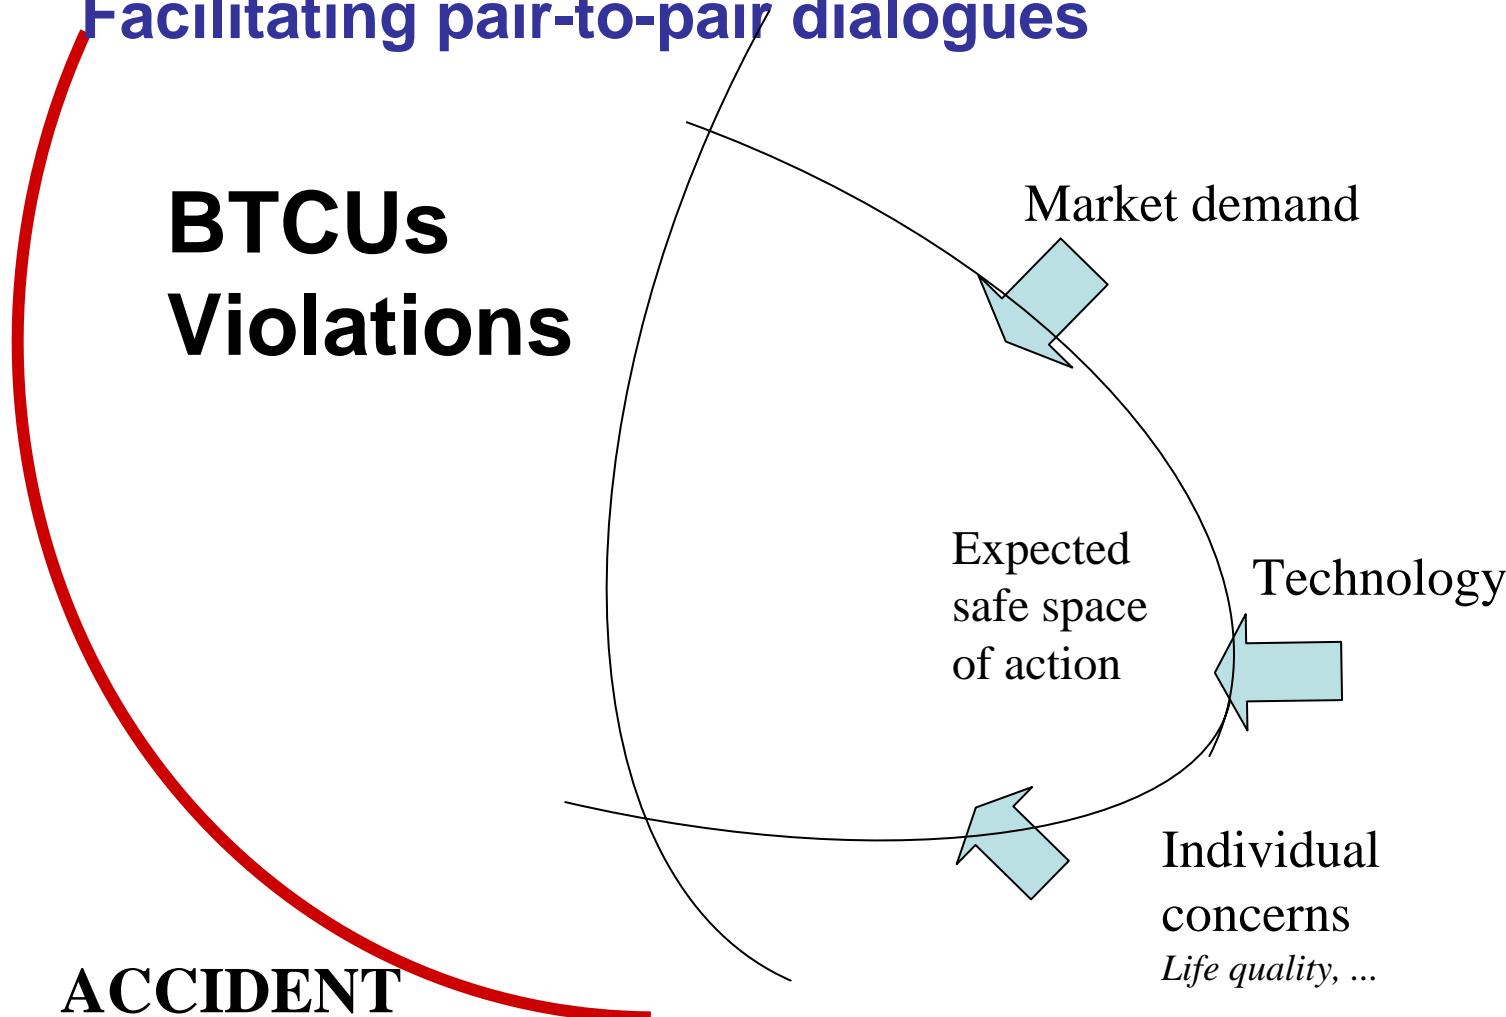 Facilitating pair-to-pair dialogues
BTCUs
Violations
Market demand
Expected
safe space
of action
Technology
Individual
concerns
Life quality, ...
ACCIDENT